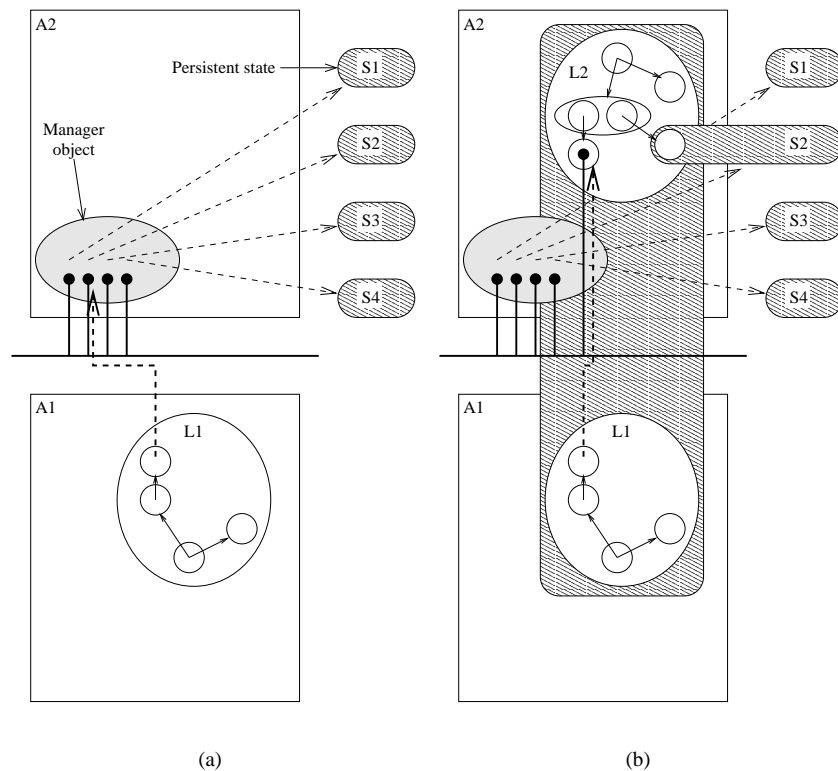 A2
Persistent state
S1
Manager
object
S2
S3
S4
A1
L1
(a)
A2
L2
S1
S2
S3
S4
A1
L1
(b)